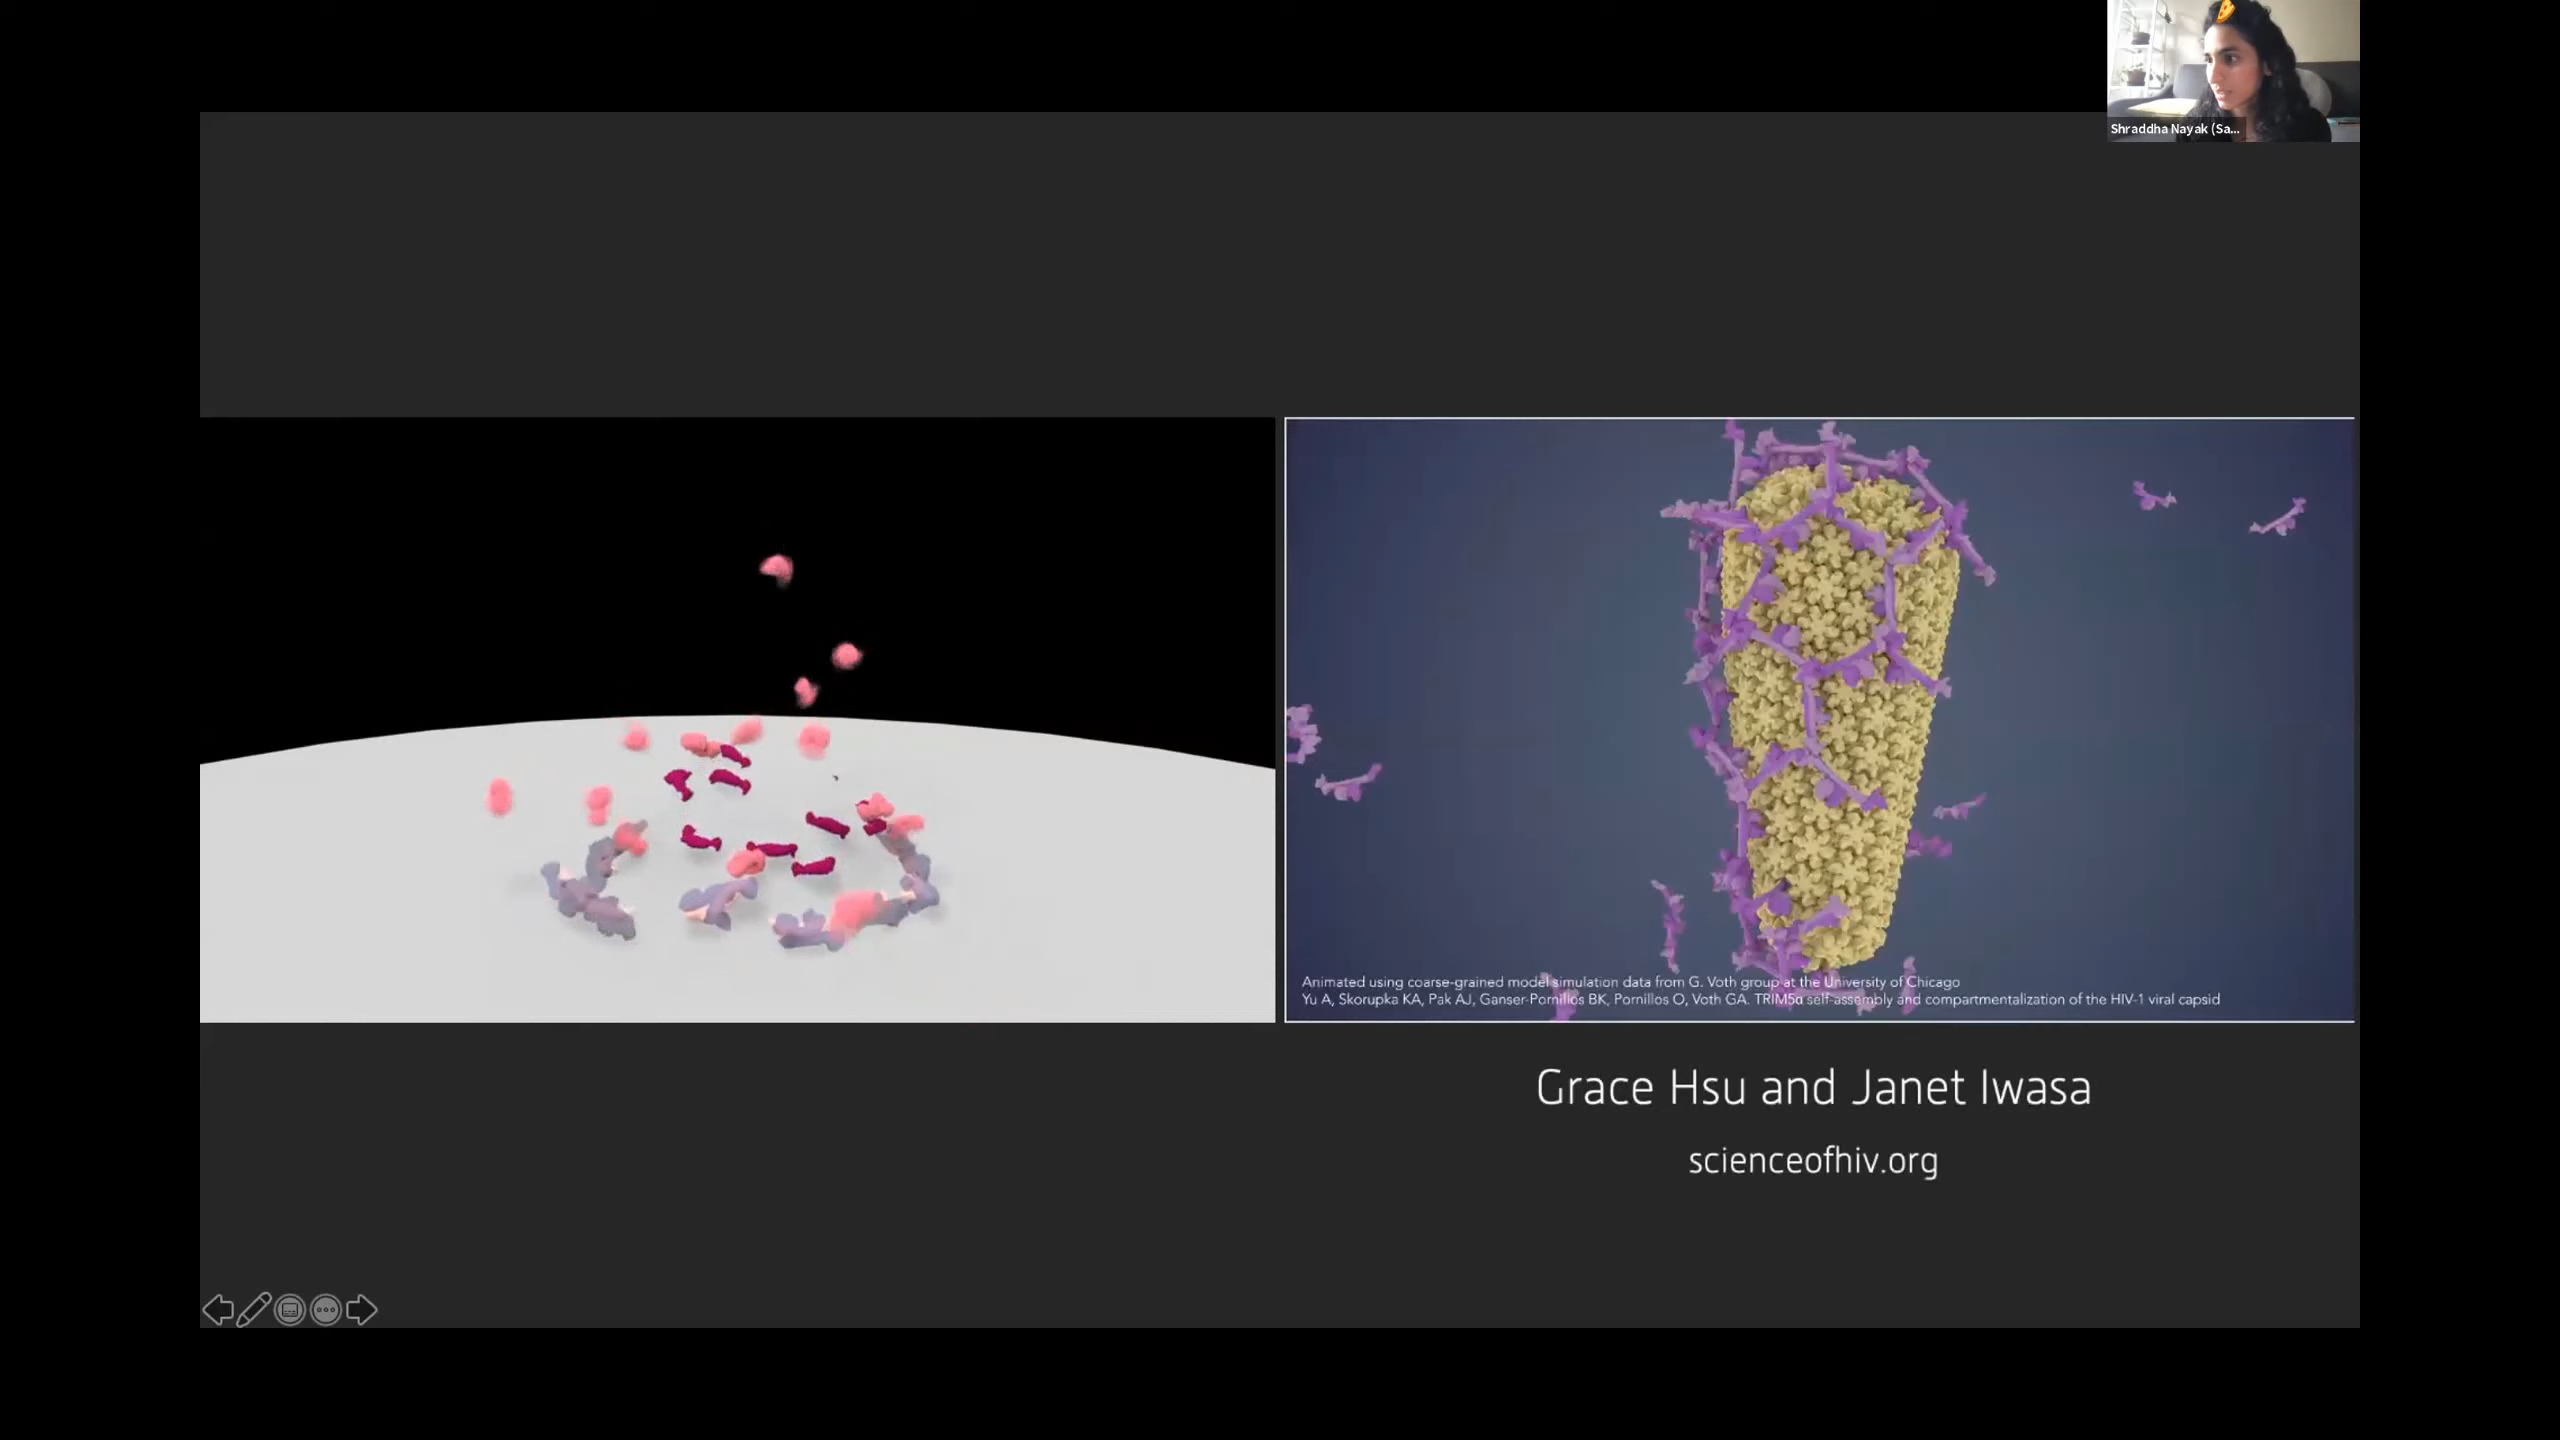 Shraddha Nayak (Sa...
Animated using coarse-grained model simulation data from G. Voth group at the University of Chicago
Yu A, Skorupka KA, Pak AJ, Ganser-Pornillos BK, Pornillos O, Voth GA. TRIM5α self-assembly and compartmentalization of the HIV-1 viral capsid
Grace Hsu and Janet Iwasa
scienceofhiv.org